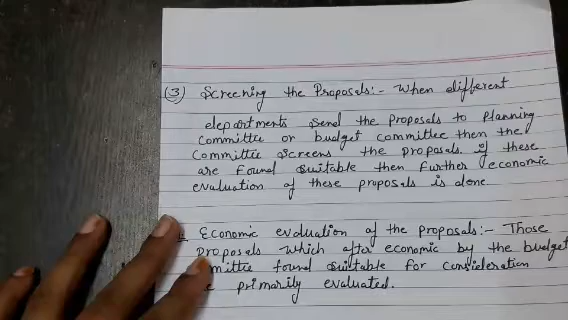 (3) Screening the Proposals:- When different
departments send the proposals to Planning
Committee or budget committee then the
Committee screens the proposals. If these
are found suitable then further economic
evaluation of these proposals is done
Economic evaluation of the proposals:- Those
proposals which after economic by the budget
mmittee found suitable for consideration
primarily evaluated.